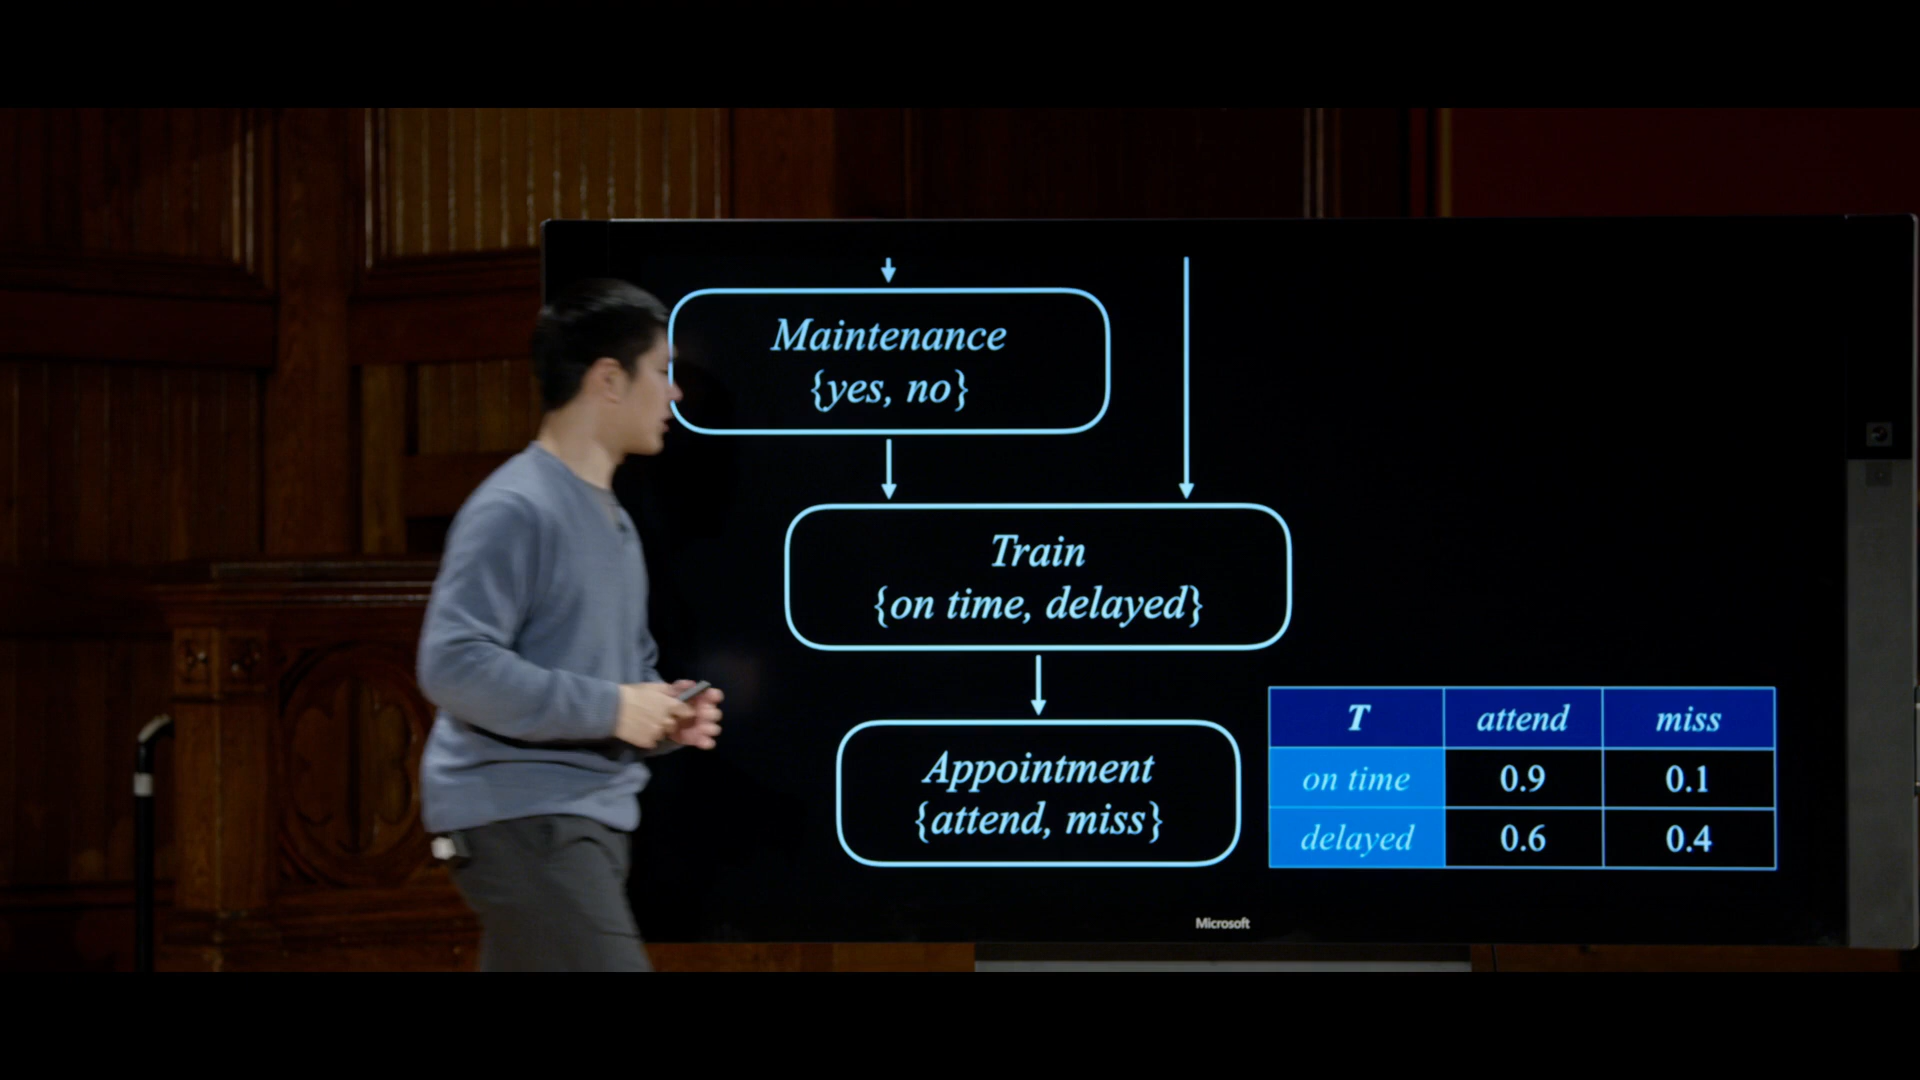 Maintenance
{yes, no}
Train
{on time, delayed}
Appointment
{attend, miss}
T attend miss
on time 0.9 0.1
delayed 0.6 0.4
Microsoft